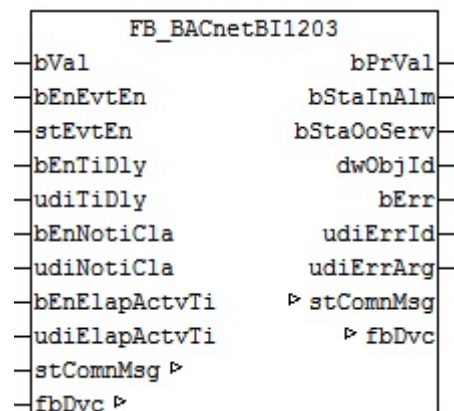 FB_BACnetBI1203
bVal bPrVal
bEnEvtEn bStaInAlm
stEvtEn bStaOoServ
bEnTiDly dwObjId
udiTiDly bErr
bEnNotiCla udiErrId
udiNotiCla udiErrArg
bEnElapActvTi ▷ stComnMsg
udiElapActvTi ▷ fbDvc
stComnMsg ▷
fbDvc ▷